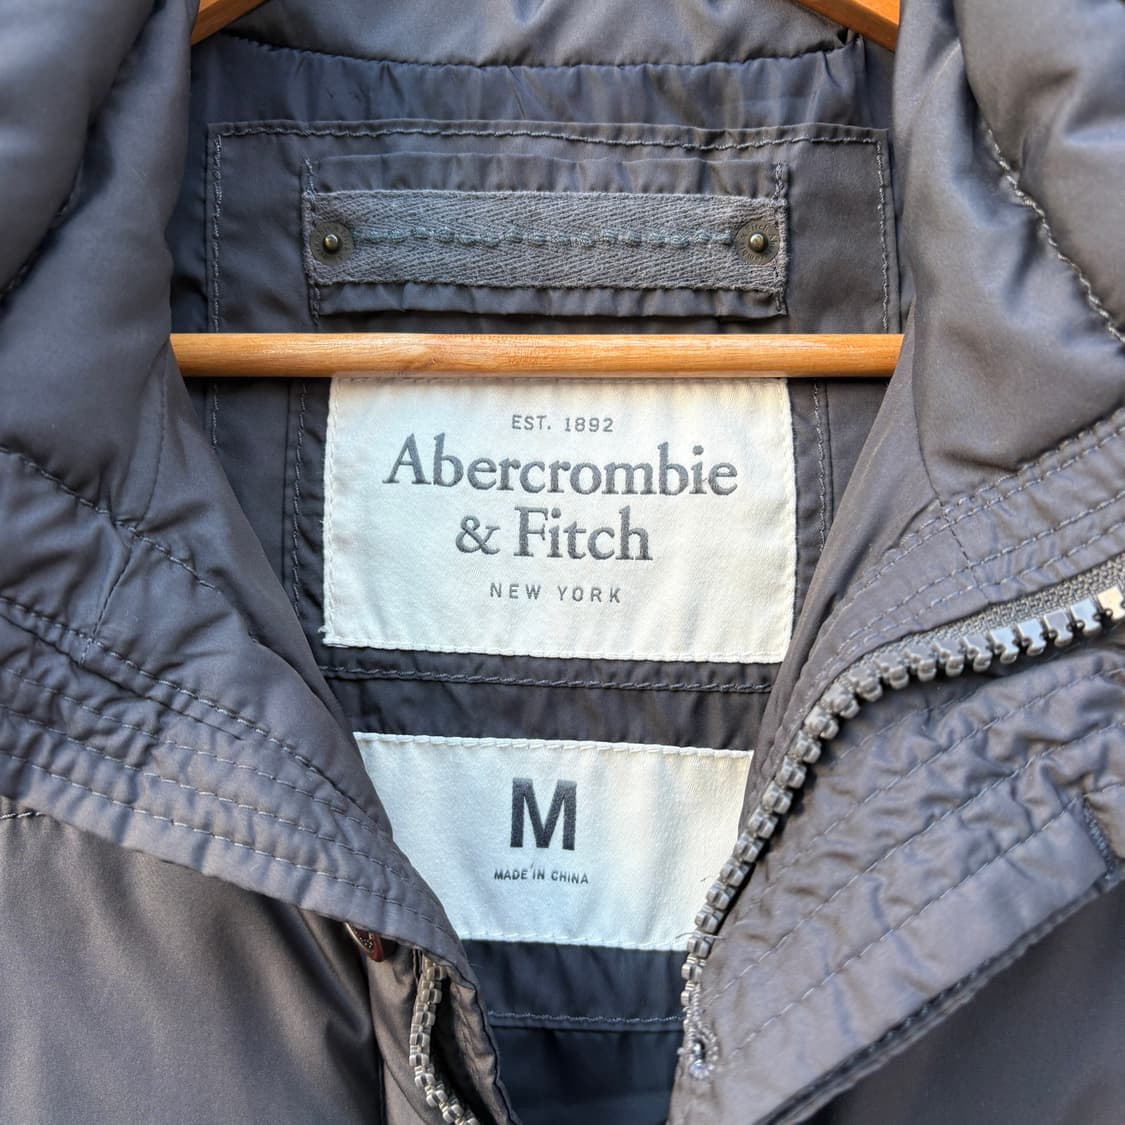 EST. 1892
Abercrombie
& Fitch
NEW YORK
M
MADE IN CHINA